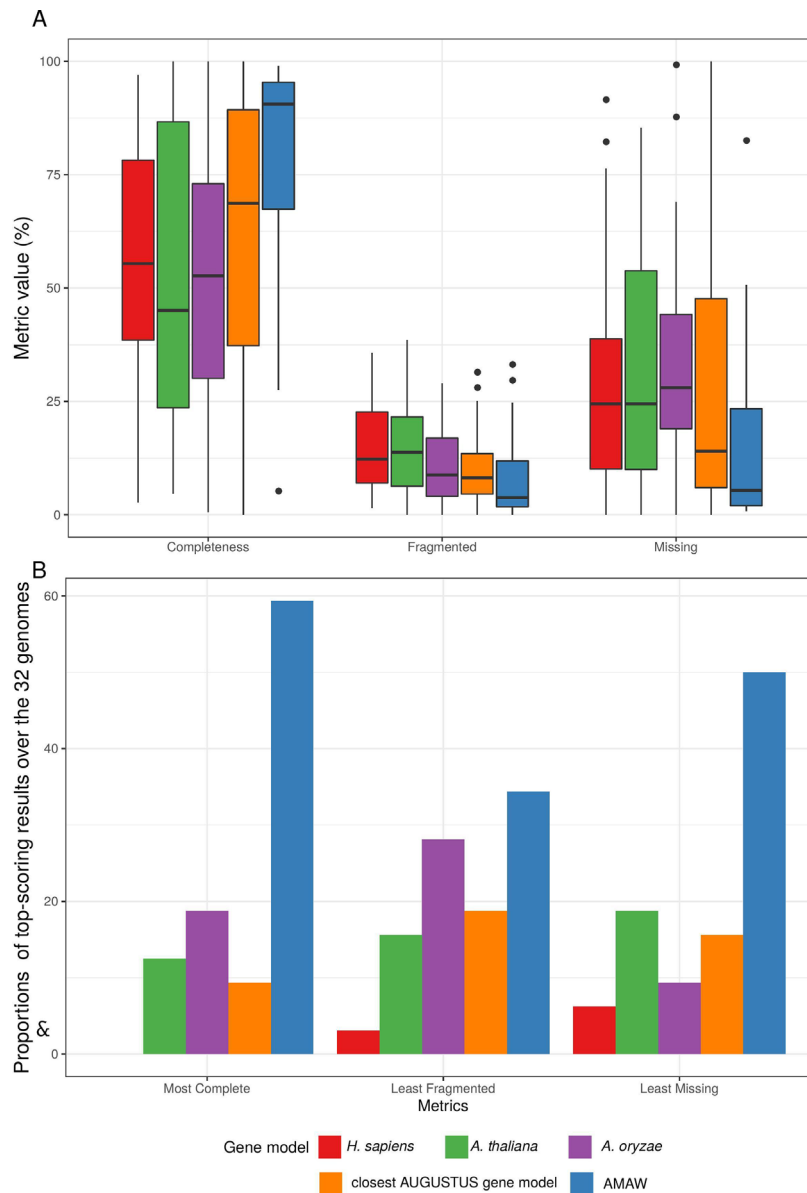 A
Metric value (%)
100
75
50
25
0
Completeness Fragmented Missing
B
Proportions of top-scoring results over the 32 genomes
&
60
40
20
0
Most Complete Least Fragmented Least Missing
Metrics
Gene model H. sapiens A. thaliana A. oryzae
closest AUGUSTUS gene model AMAW